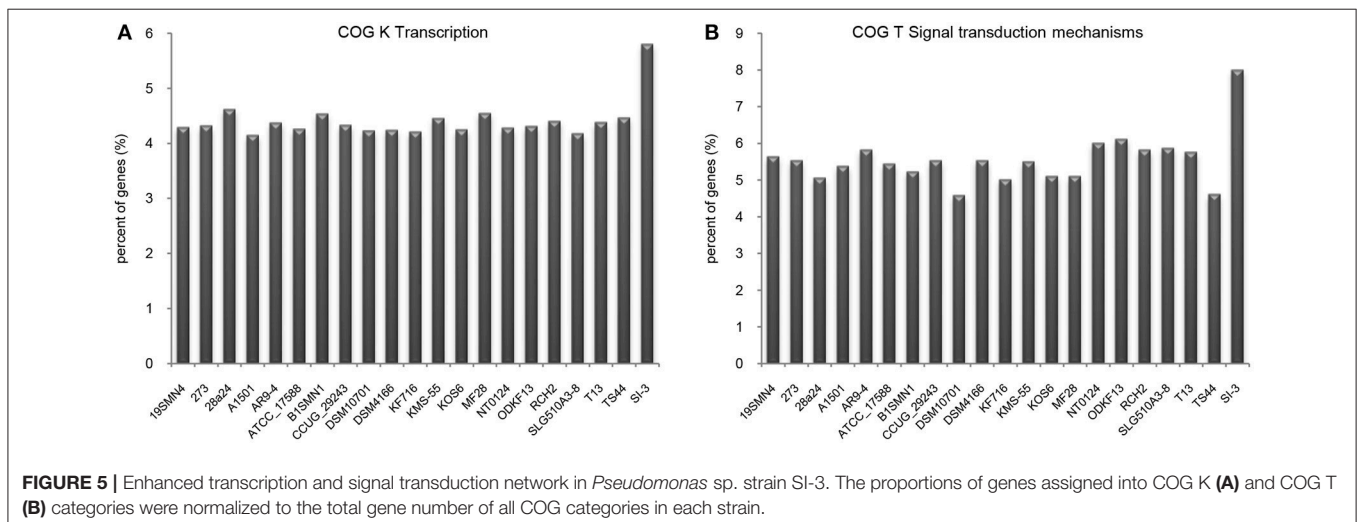 A
COG K Transcription
percent of genes (%)
6
5
4
3
2
1
0
19SMN4
273
28a24
A1501
AR9-4
ATCC_17588
B1SMN1
CCUG_29243
DSM10701
DSM4166
KF716
KMS-55
KOS6
MF28
NT0124
ODKF13
RCH2
SLG510A3-8
T13
TS44
SI-3
B
COG T Signal transduction mechanisms
percent of genes (%)
9
8
7
6
5
4
3
2
1
0
19SMN4
273
28a24
A1501
AR9-4
ATCC_17588
B1SMN1
CCUG_29243
DSM10701
DSM4166
KF716
KMS-55
KOS6
MF28
NT0124
ODKF13
RCH2
SLG510A3-8
T13
TS44
SI-3
FIGURE 5 | Enhanced transcription and signal transduction network in Pseudomonas sp. strain SI-3. The proportions of genes assigned into COG K (A) and COG T
(B) categories were normalized to the total gene number of all COG categories in each strain.